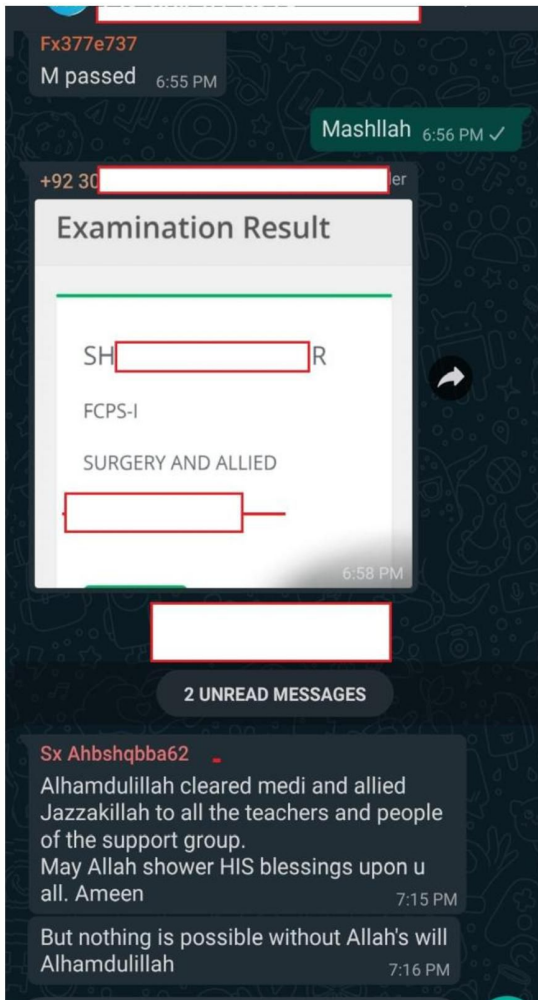 Fx377e737
M passed 6:55 PM
Mashllah 6:56 PM
+92 30 ler
Examination Result
SH R
FCPS-I
SURGERY AND ALLIED
6:58 PM
2 UNREAD MESSAGES
Sx Ahbshqbba62
Alhamdulillah cleared medi and allied
Jazzakillah to all the teachers and people
of the support group.
May Allah shower HIS blessings upon u
all. Ameen 7:15 PM
But nothing is possible without Allah's will
Alhamdulillah 7:16 PM